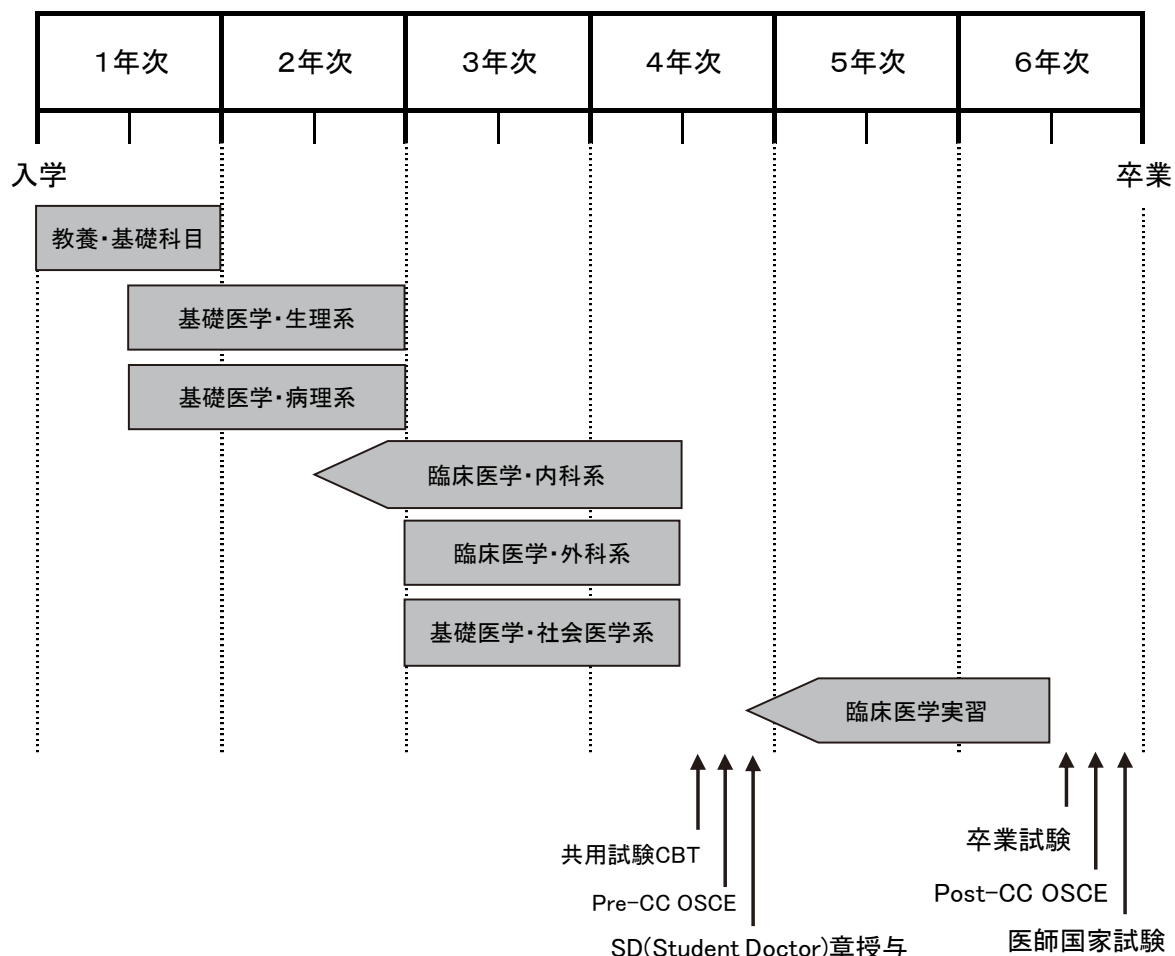 1年次 2年次 3年次 4年次 5年次 6年次
入学 卒業
教養・基礎科目
基礎医学・生理系
基礎医学・病理系
臨床医学・内科系
臨床医学・外科系
基礎医学・社会医学系
臨床医学実習
共用試験CBT
Pre-CC OSCE
SD(Student Doctor)章授与
卒業試験
Post-CC OSCE
医師国家試験